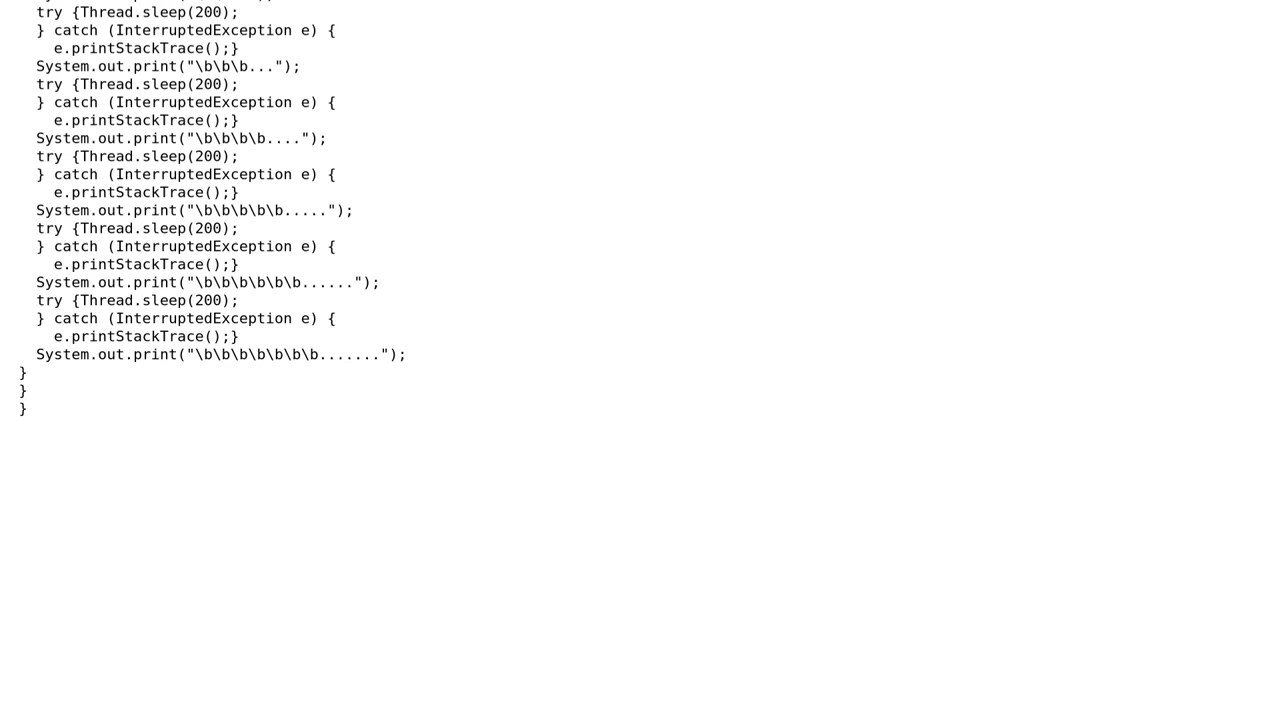 try {Thread.sleep(200);
} catch (InterruptedException e) {
e.printStackTrace();}
System.out.print("\b\b\b...");
try {Thread.sleep(200);
} catch (InterruptedException e) {
e.printStackTrace();}
System.out.print("\b\b\b\b....");
try {Thread.sleep(200);
} catch (InterruptedException e) {
e.printStackTrace();}
System.out.print("\b\b\b\b\b.....");
try {Thread.sleep(200);
} catch (InterruptedException e) {
e.printStackTrace();}
System.out.print("\b\b\b\b\b\b......");
try {Thread.sleep(200);
} catch (InterruptedException e) {
e.printStackTrace();}
System.out.print("\b\b\b\b\b\b\b.......");
}
}
}